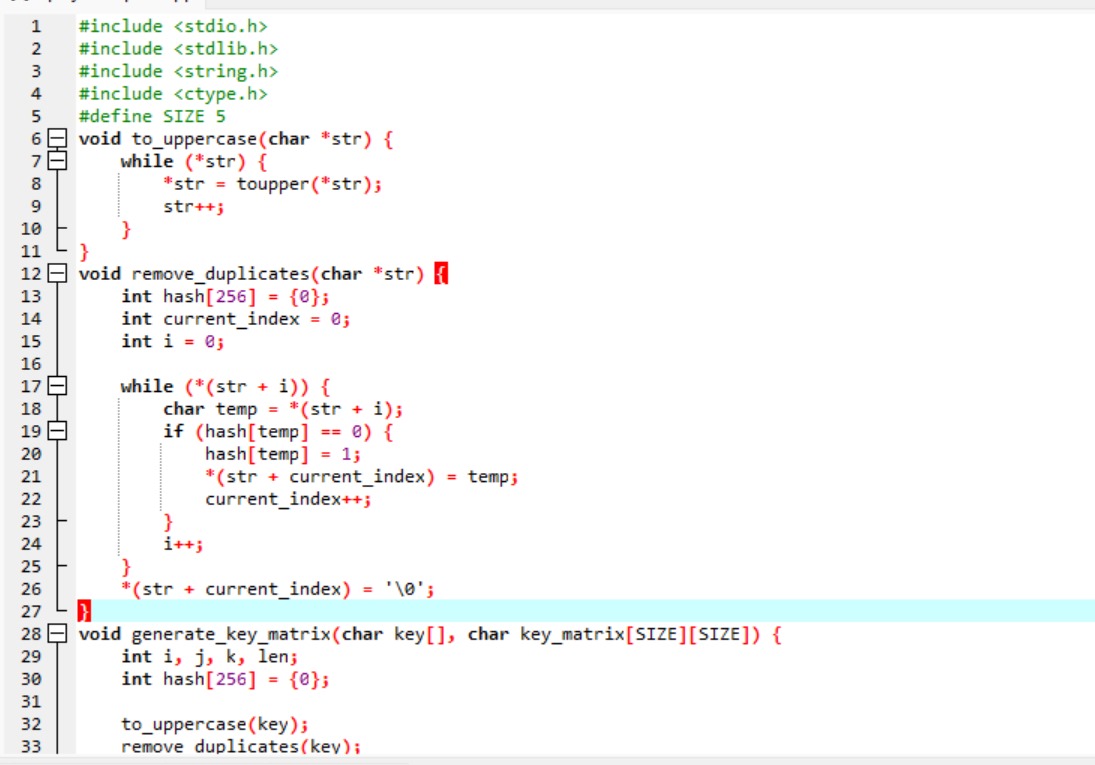 1 #include <stdio.h>
2 #include <stdlib.h>
3 #include <string.h>
4 #include <ctype.h>
5 #define SIZE 5
6 void to_uppercase(char *str) {
7     while (*str) {
8         *str = toupper(*str);
9         str++;
10     }
11 }
12 void remove_duplicates(char *str) {
13     int hash[256] = {0};
14     int current_index = 0;
15     int i = 0;
16
17     while (*(str + i)) {
18         char temp = *(str + i);
19         if (hash[temp] == 0) {
20             hash[temp] = 1;
21             *(str + current_index) = temp;
22             current_index++;
23         }
24         i++;
25     }
26     *(str + current_index) = '\0';
27 }
28 void generate_key_matrix(char key[], char key_matrix[SIZE][SIZE]) {
29     int i, j, k, len;
30     int hash[256] = {0};
31
32     to_uppercase(key);
33     remove_duplicates(key);